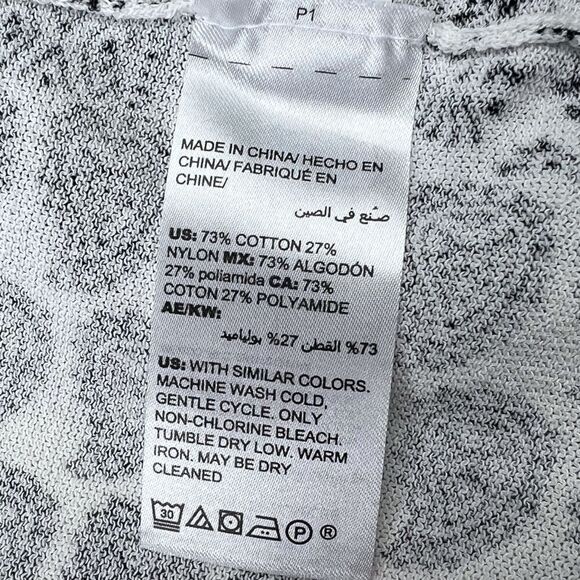 P1
MADE IN CHINA/ HECHO EN
CHINA/ FABRIQUÉ EN
CHINE/
صنع في الصين
US: 73% COTTON 27%
NYLON MX: 73% ALGODÓN
27% poliamida CA: 73%
COTON 27% POLYAMIDE
AE/KW:
73% القطن 27% بولياميد
US: WITH SIMILAR COLORS.
MACHINE WASH COLD,
GENTLE CYCLE. ONLY
NON-CHLORINE BLEACH.
TUMBLE DRY LOW. WARM
IRON. MAY BE DRY
CLEANED
30 P ®